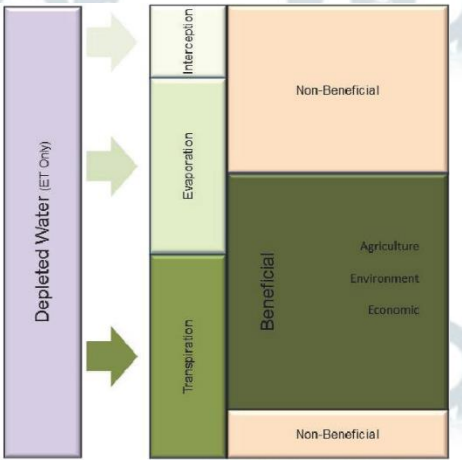 Depleted Water (ET Only)
Interception
Evaporation
Transpiration
Non-Beneficial
Beneficial
Agriculture
Environment
Economic
Non-Beneficial